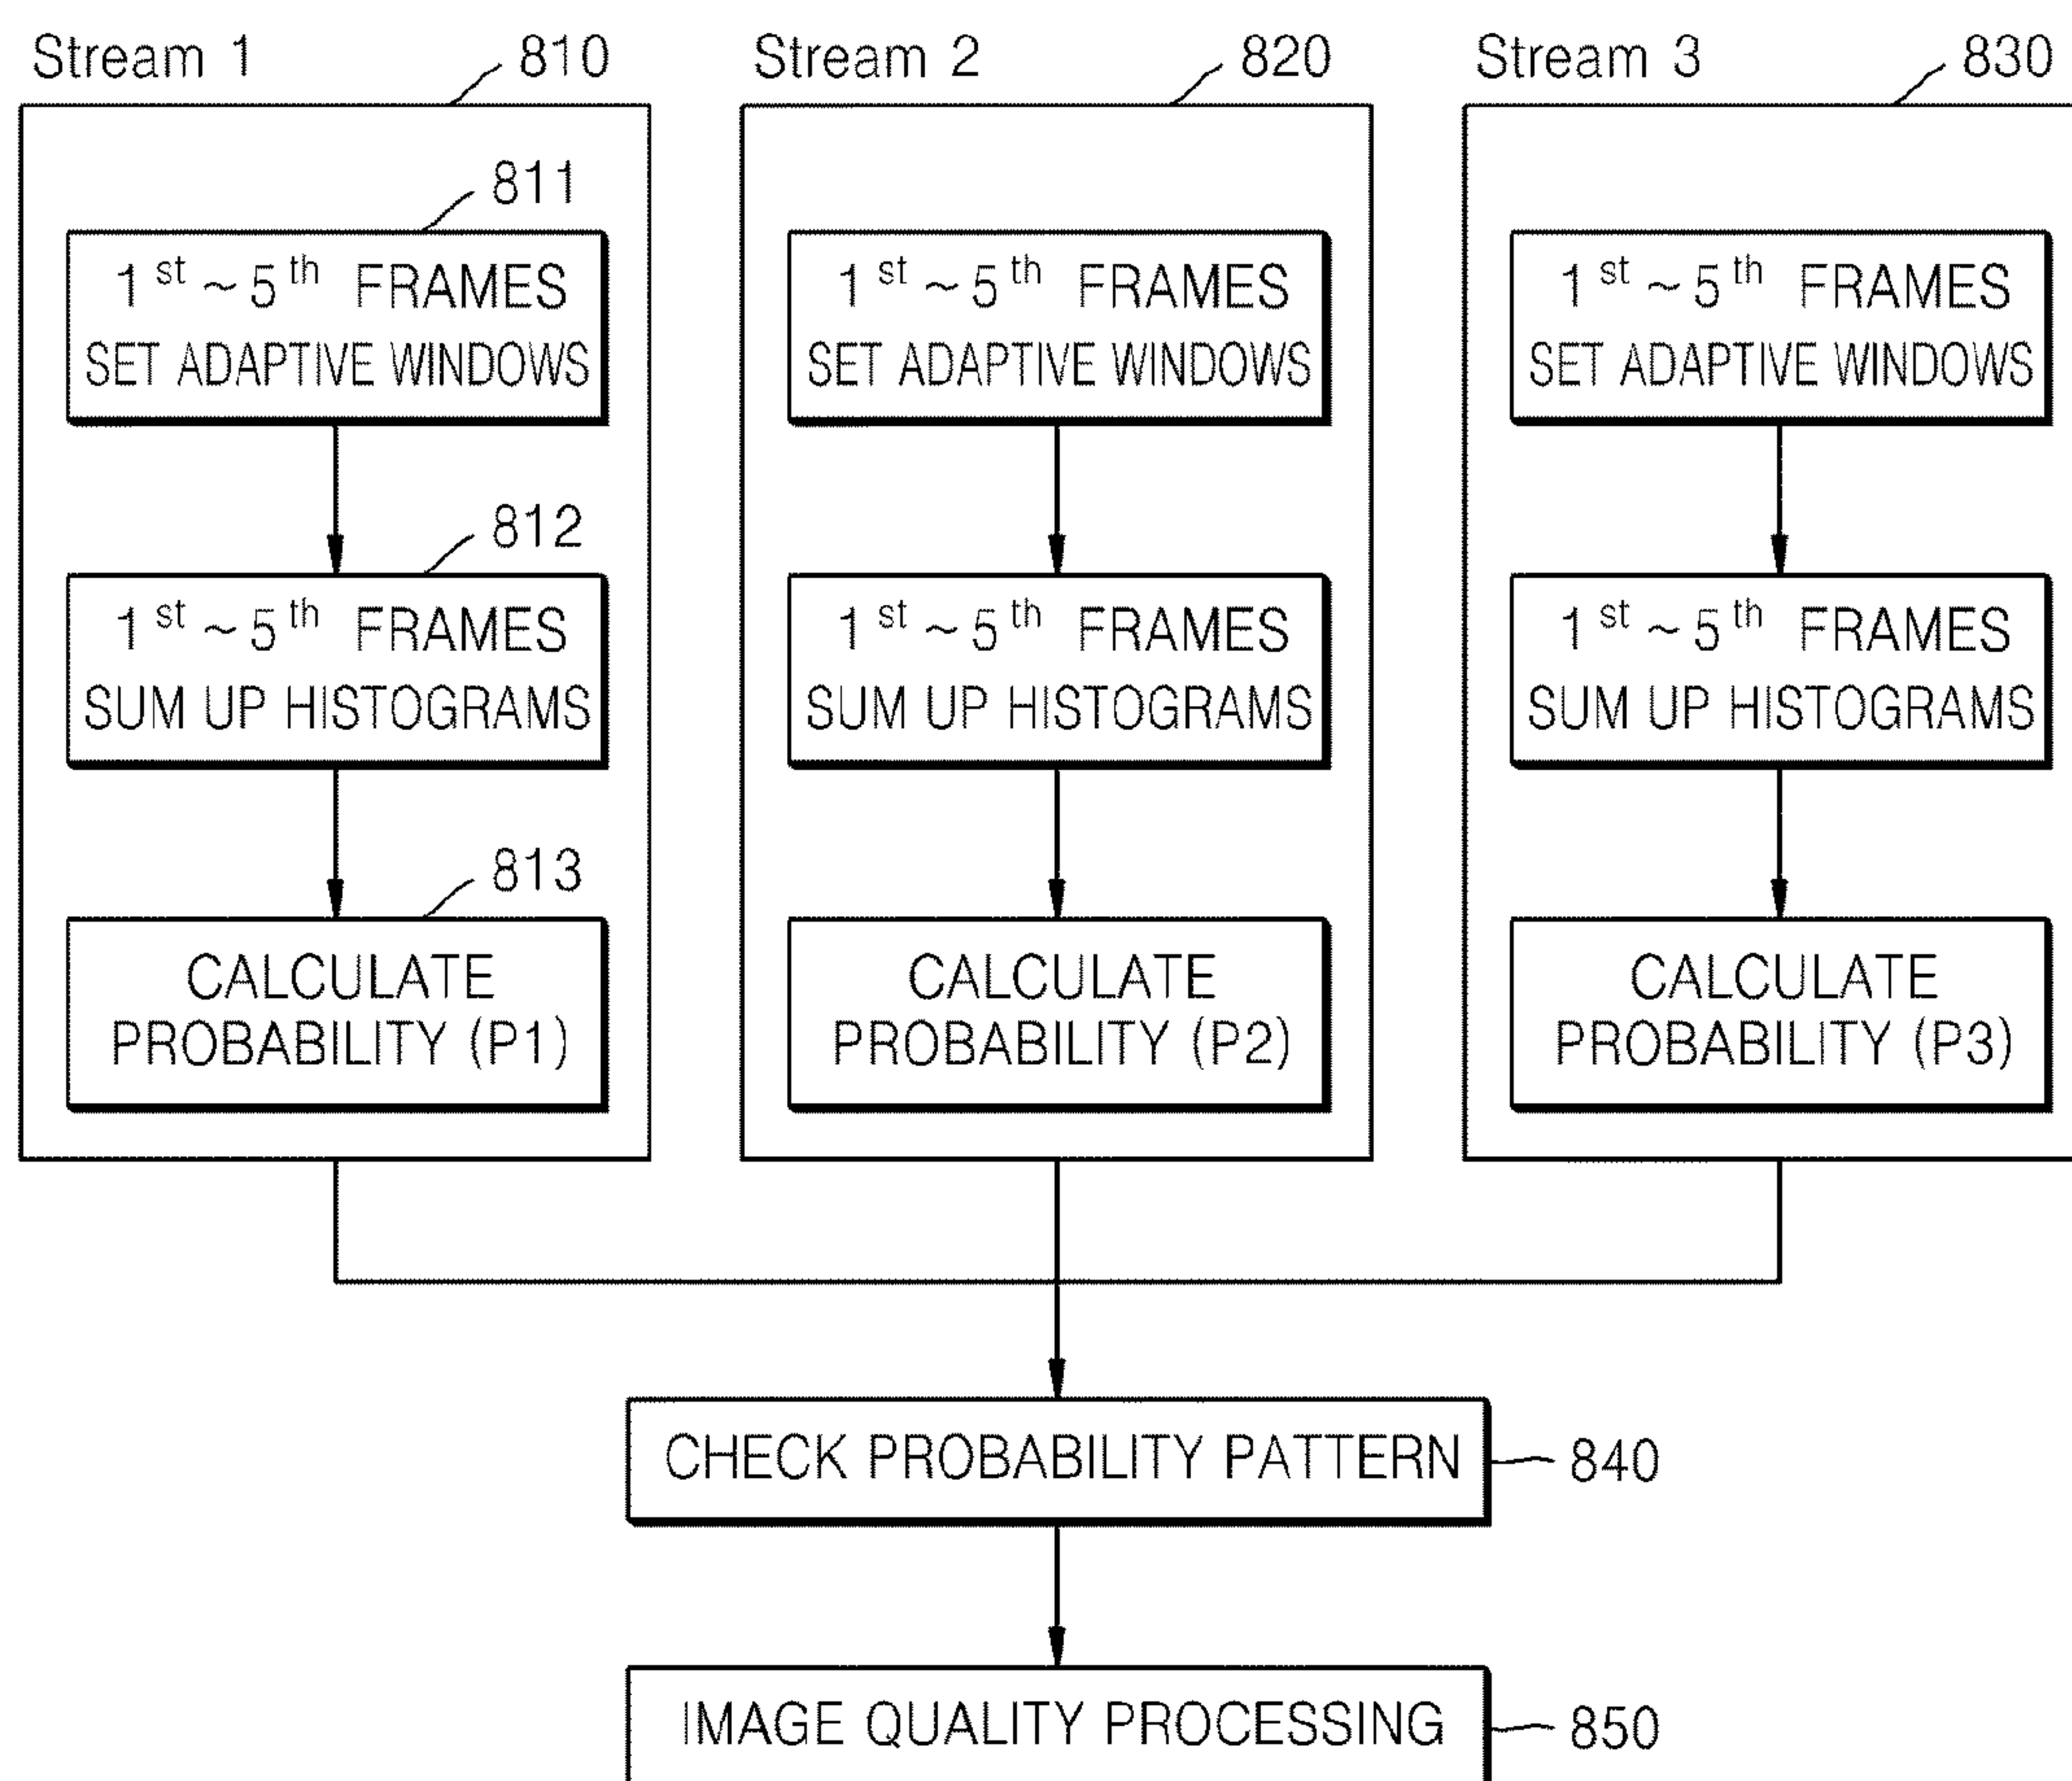 Stream 1
810
811
1st ~ 5th FRAMES
SET ADAPTIVE WINDOWS
812
1st ~ 5th FRAMES
SUM UP HISTOGRAMS
813
CALCULATE
PROBABILITY (P1)
Stream 2
820
1st ~ 5th FRAMES
SET ADAPTIVE WINDOWS
1st ~ 5th FRAMES
SUM UP HISTOGRAMS
CALCULATE
PROBABILITY (P2)
Stream 3
830
1st ~ 5th FRAMES
SET ADAPTIVE WINDOWS
1st ~ 5th FRAMES
SUM UP HISTOGRAMS
CALCULATE
PROBABILITY (P3)
CHECK PROBABILITY PATTERN
840
IMAGE QUALITY PROCESSING
850